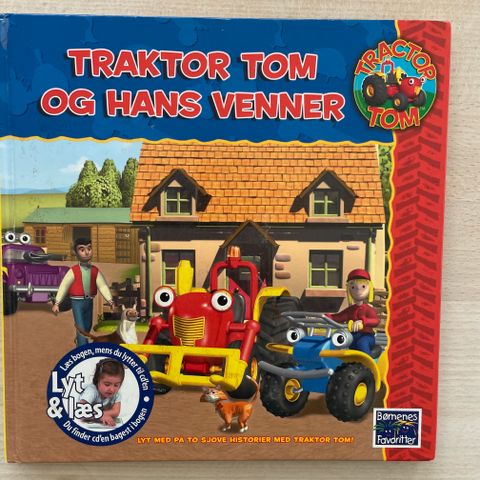 TRAKTOR TOM
OG HANS VENNER
TRACTOR
TOM
Læs bogen, mens du lytter til cd'en
Lyt
& læs
Du finder cd'en bagest i bogen
LYT MED PÅ TO SJOVE HISTORIER MED TRAKTOR TOM!
Børnenes
Favoritter